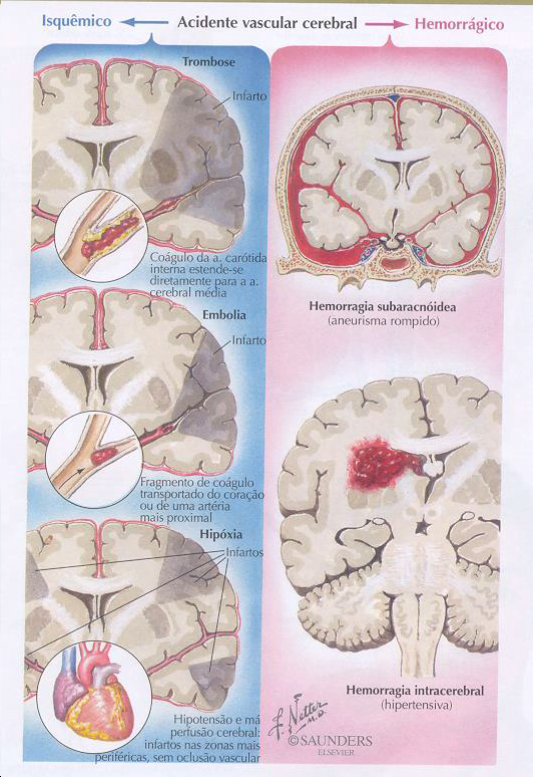 Isquêmico Acidente vascular cerebral Hemorrágico
Trombose
Infarto
Coágulo da a. carótida
interna estende-se
diretamente para a a.
cerebral média
Embolia
Infarto
Fragmento de coágulo
transportado do coração
ou de uma artéria
mais proximal
Hipóxia
Infartos
Hipotensão e má
perfusão cerebral:
infartos nas zonas mais
periféricas, sem oclusão vascular
Hemorragia subaracnóidea
(aneurisma rompido)
Hemorragia intracerebral
(hipertensiva)
F. Netter
M.D.
©SAUNDERS
ELSEVIER